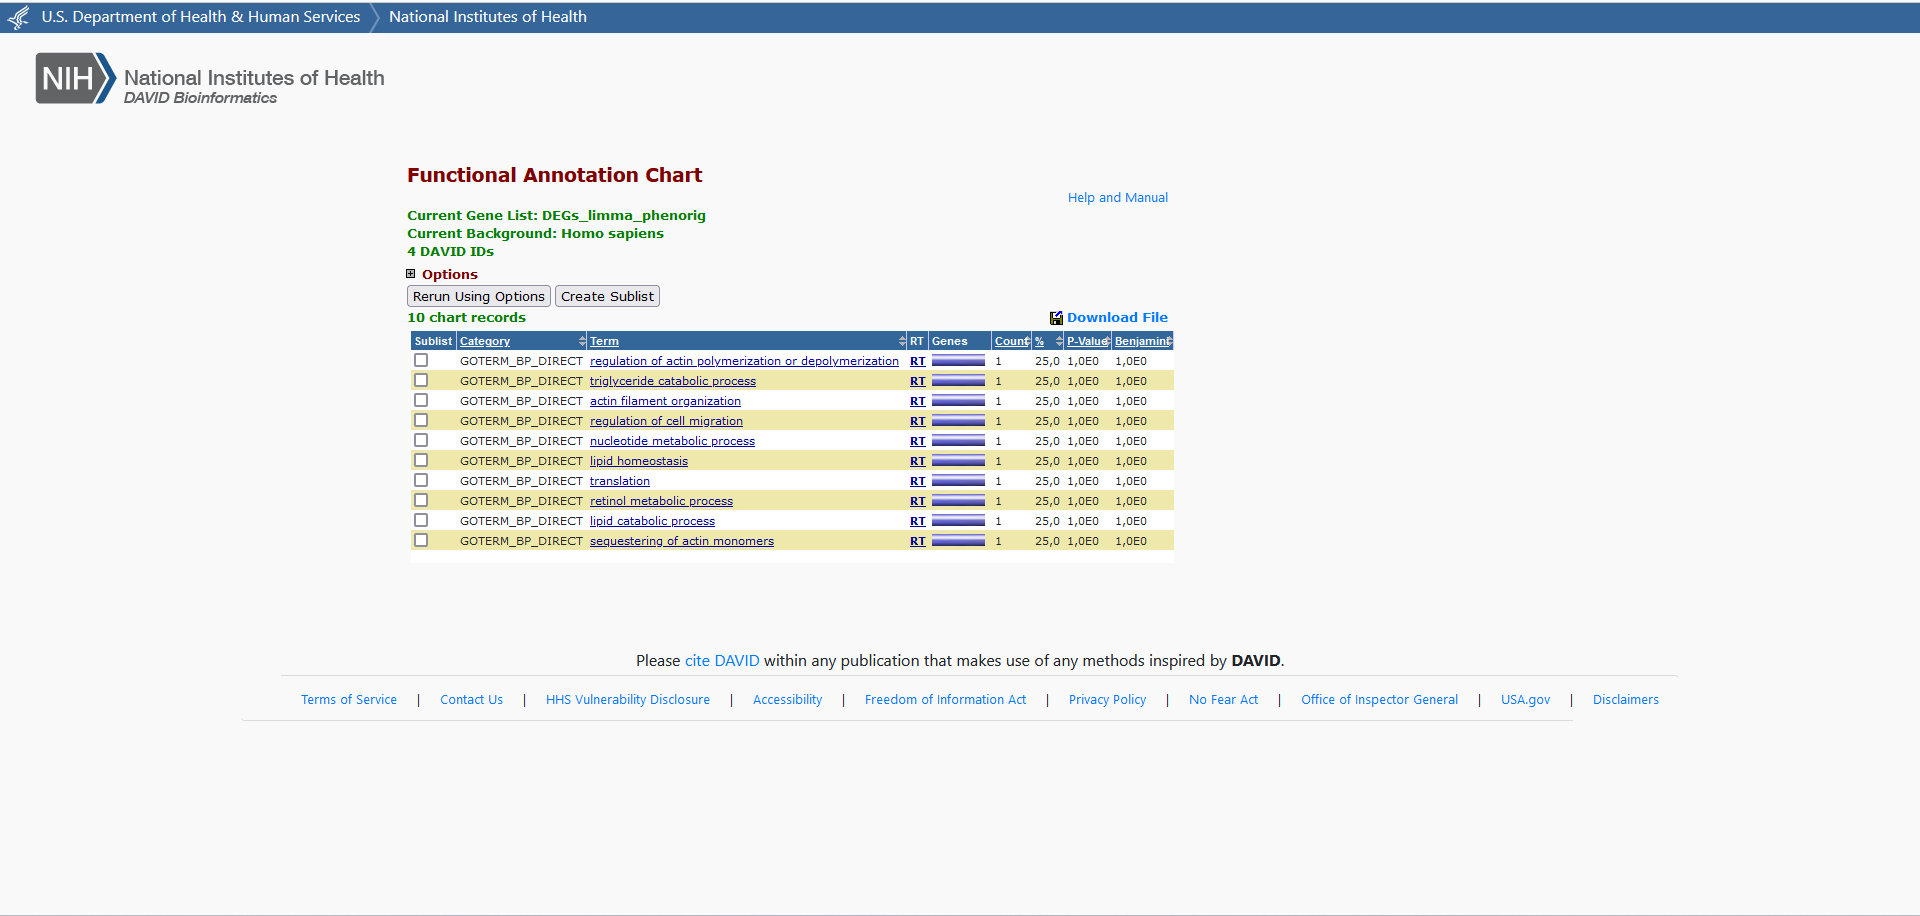 U.S. Department of Health & Human Services National Institutes of Health
NIH National Institutes of Health
DAVID Bioinformatics
Functional Annotation Chart
Help and Manual
Current Gene List: DEGs_limma_phenorig
Current Background: Homo sapiens
4 DAVID IDs
Options
Rerun Using Options Create Sublist
10 chart records Download File
Sublist Category Term RT Genes Count % P-Value Benjamini
GOTERM_BP_DIRECT regulation of actin polymerization or depolymerization RT 1 25,0 1,0E0 1,0E0
GOTERM_BP_DIRECT triglyceride catabolic process RT 1 25,0 1,0E0 1,0E0
GOTERM_BP_DIRECT actin filament organization RT 1 25,0 1,0E0 1,0E0
GOTERM_BP_DIRECT regulation of cell migration RT 1 25,0 1,0E0 1,0E0
GOTERM_BP_DIRECT nucleotide metabolic process RT 1 25,0 1,0E0 1,0E0
GOTERM_BP_DIRECT lipid homeostasis RT 1 25,0 1,0E0 1,0E0
GOTERM_BP_DIRECT translation RT 1 25,0 1,0E0 1,0E0
GOTERM_BP_DIRECT retinol metabolic process RT 1 25,0 1,0E0 1,0E0
GOTERM_BP_DIRECT lipid catabolic process RT 1 25,0 1,0E0 1,0E0
GOTERM_BP_DIRECT sequestering of actin monomers RT 1 25,0 1,0E0 1,0E0
Please cite DAVID within any publication that makes use of any methods inspired by DAVID.
Terms of Service | Contact Us | HHS Vulnerability Disclosure | Accessibility | Freedom of Information Act | Privacy Policy | No Fear Act | Office of Inspector General | USA.gov | Disclaimers